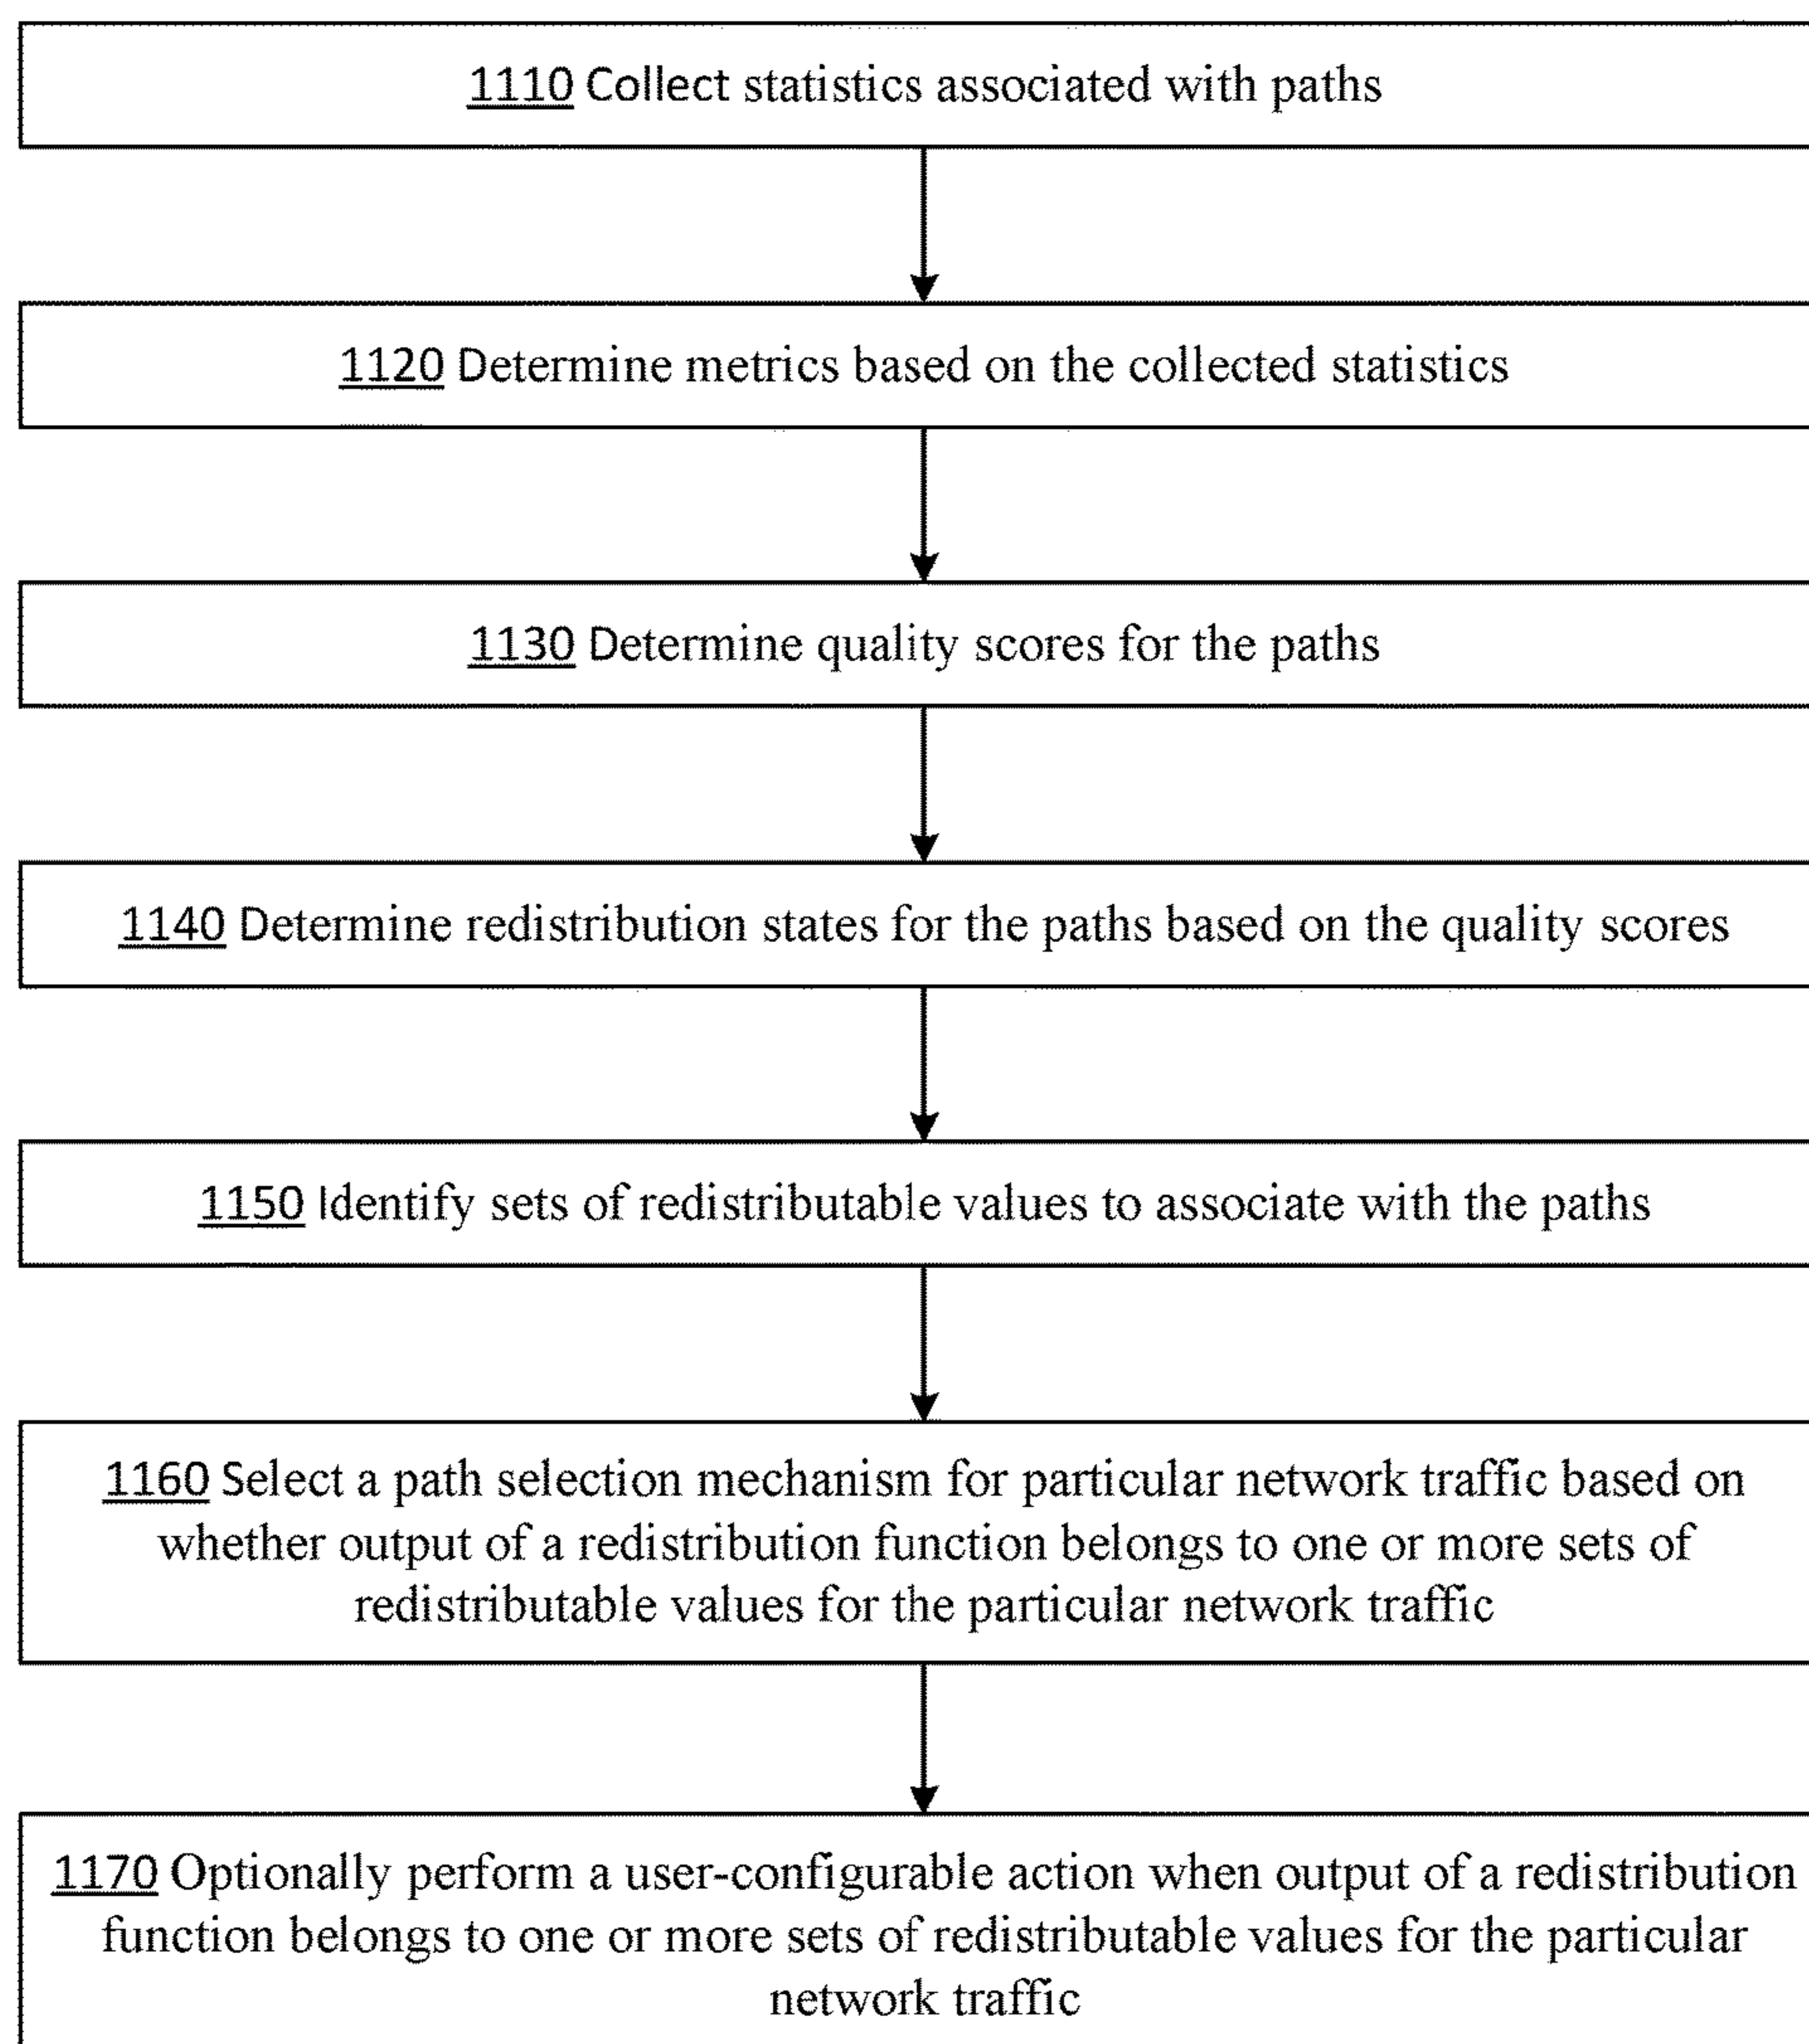 1110 Collect statistics associated with paths
1120 Determine metrics based on the collected statistics
1130 Determine quality scores for the paths
1140 Determine redistribution states for the paths based on the quality scores
1150 Identify sets of redistributable values to associate with the paths
1160 Select a path selection mechanism for particular network traffic based on
whether output of a redistribution function belongs to one or more sets of
redistributable values for the particular network traffic
1170 Optionally perform a user-configurable action when output of a redistribution
function belongs to one or more sets of redistributable values for the particular
network traffic